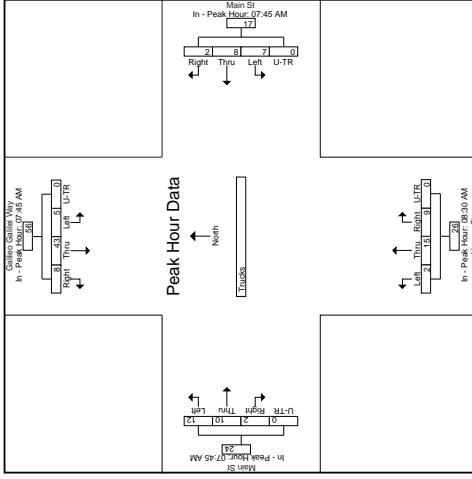 Main St
In - Peak Hour: 07:45 AM
17
2 8 7 0
Right Thru Left U-TR
Galileo Galilei Way
In - Peak Hour: 07:45 AM
56
0 5 43 8
U-TR Left Thru Right
Peak Hour Data
North
Trucks
0 9 15 2
U-TR Right Thru Left
26
In - Peak Hour: 08:30 AM
Left Thru Right U-TR
12 10 2 0
24
In - Peak Hour: 07:45 AM
Main St